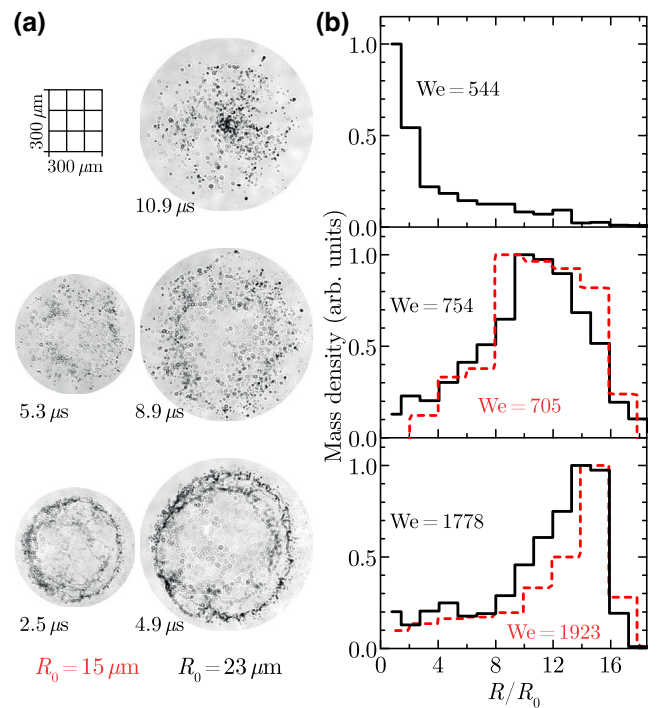 (a)
300 μm
300 μm
10.9 μs
5.3 μs
8.9 μs
2.5 μs
4.9 μs
R₀ = 15 μm
R₀ = 23 μm
(b)
Mass density (arb. units)
1.0
0.5
0.0
We = 544
1.0
0.5
0.0
We = 754
We = 705
1.0
0.5
0.0
We = 1778
We = 1923
0 4 8 12 16
R/R₀